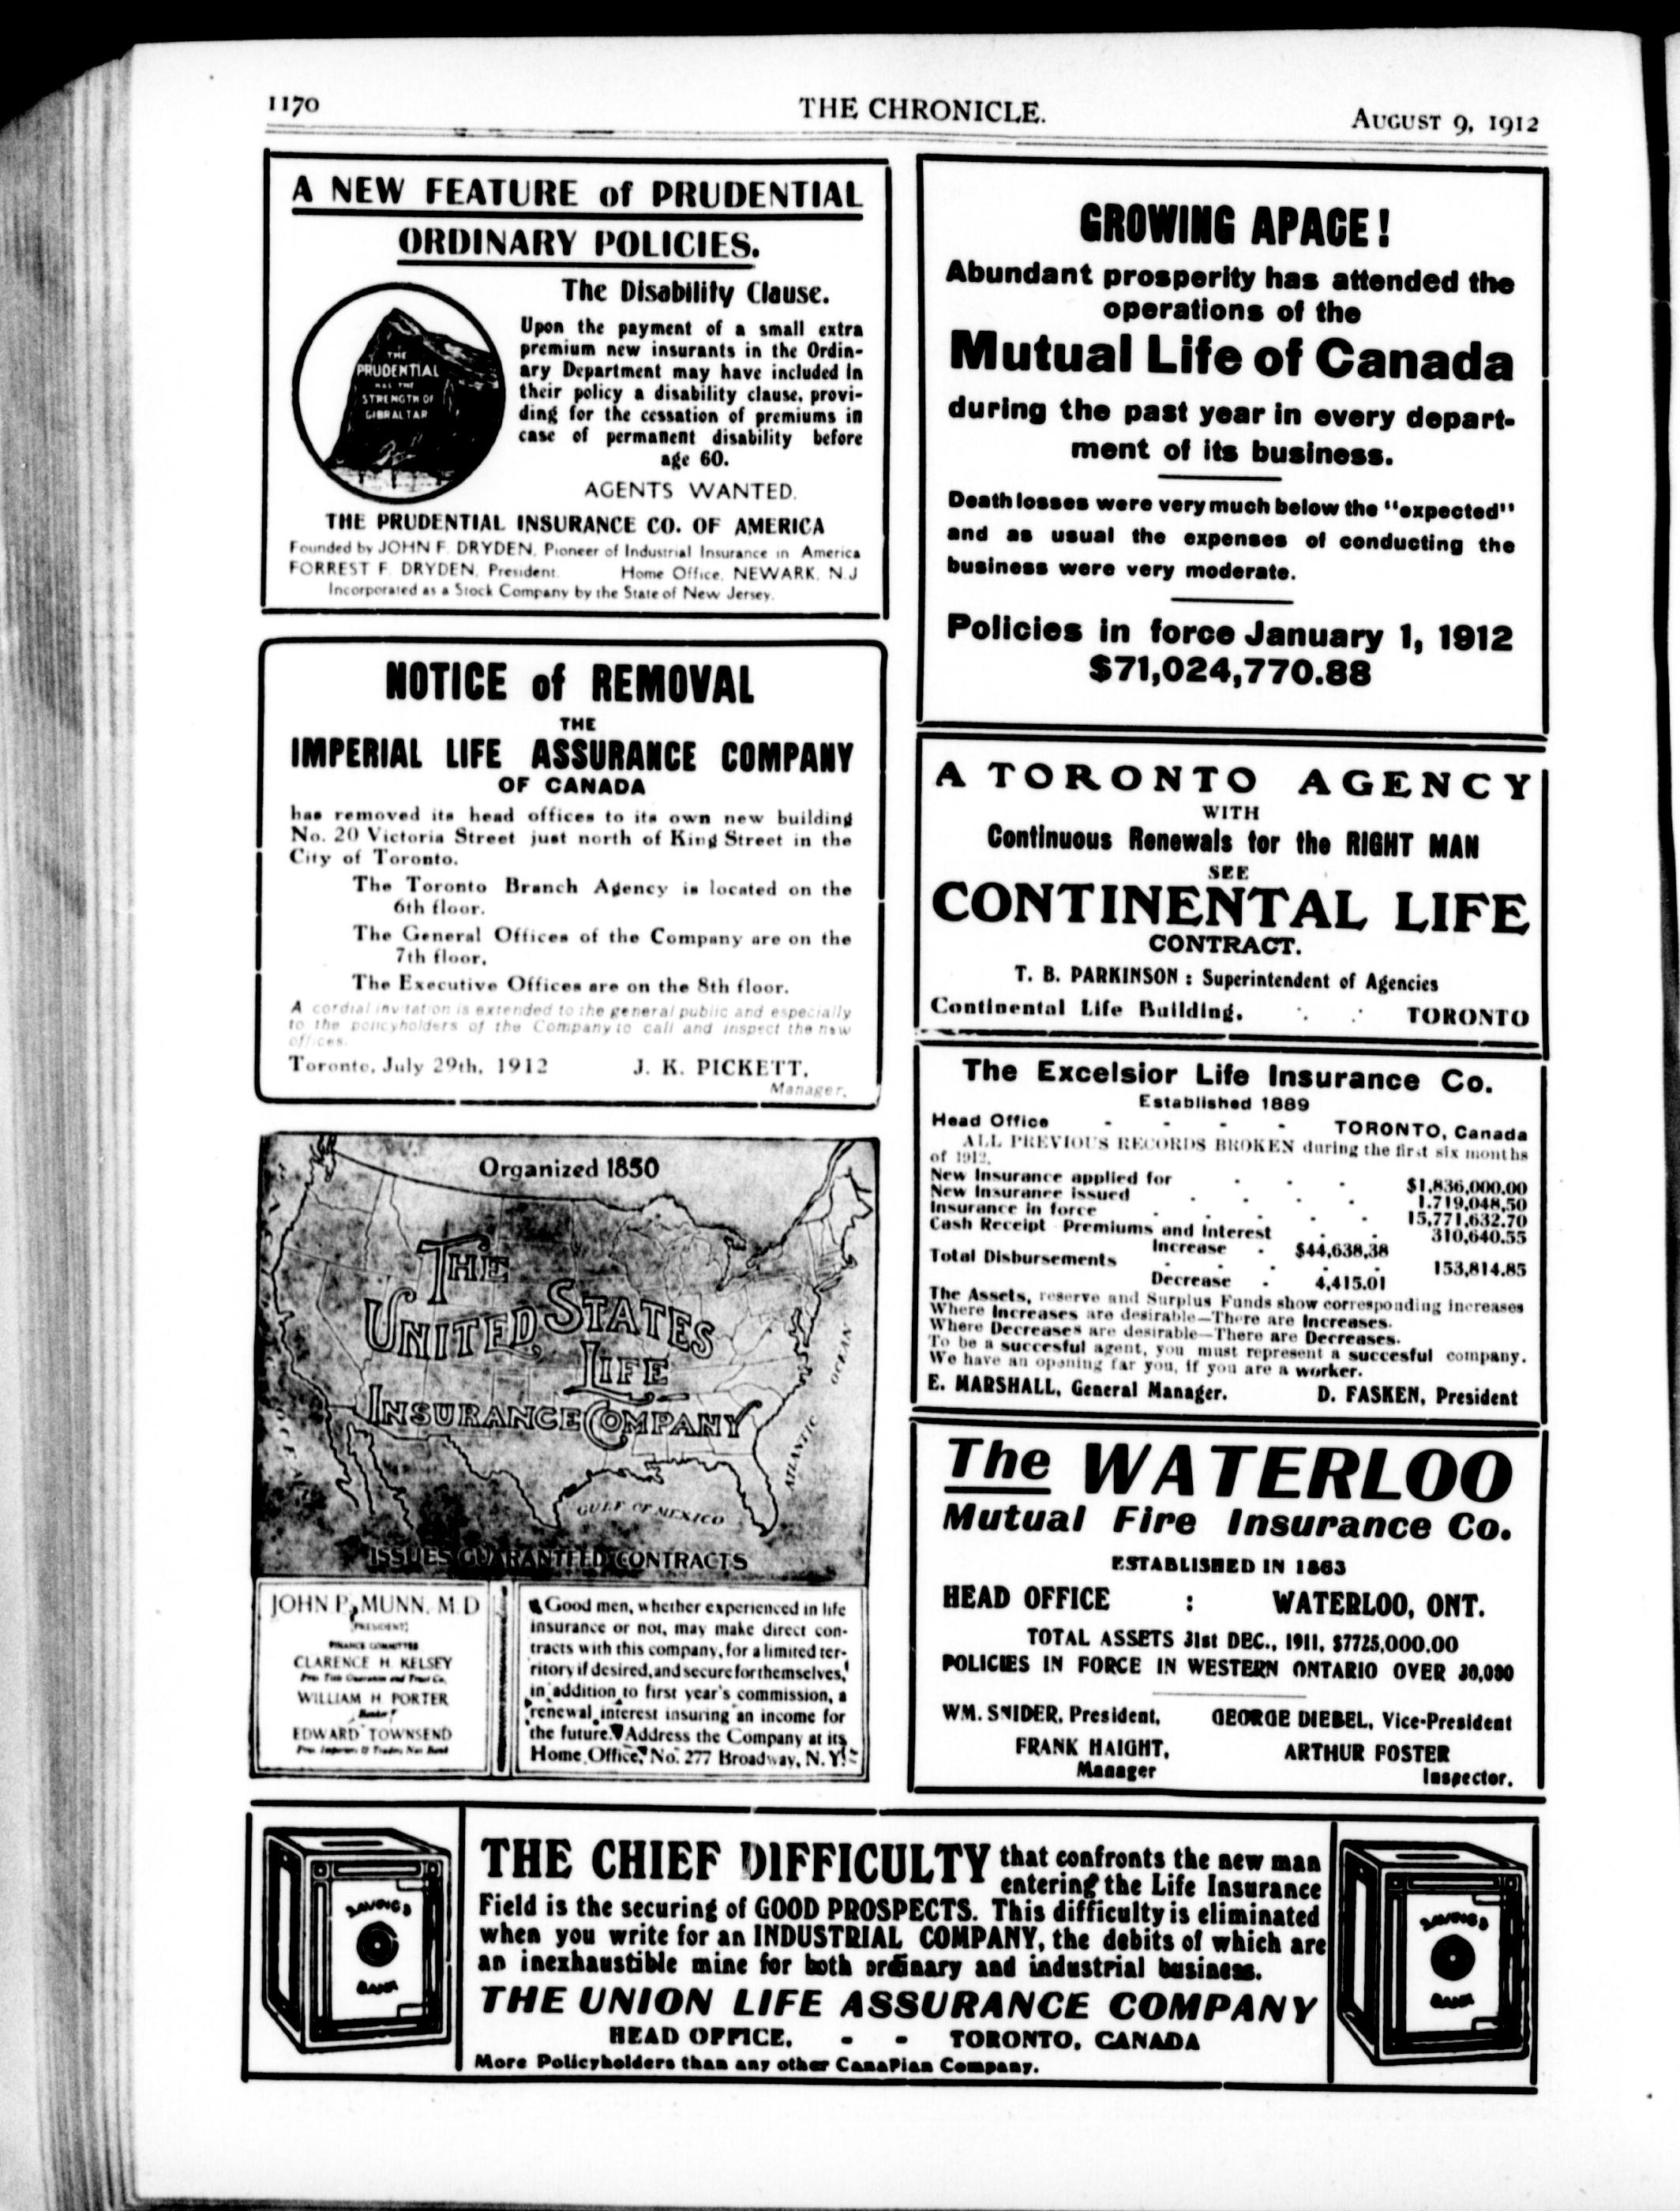 1170
THE CHRONICLE.
AUGUST 9, 1912
A NEW FEATURE of PRUDENTIAL
ORDINARY POLICIES.
THE
PRUDENTIAL
HAS THE
STRENGTH OF
GIBRALTAR
The Disability Clause.
Upon the payment of a small extra
premium new insurants in the Ordin-
ary Department may have included in
their policy a disability clause, provi-
ding for the cessation of premiums in
case of permanent disability before
age 60.
AGENTS WANTED.
THE PRUDENTIAL INSURANCE CO. OF AMERICA
Founded by JOHN F. DRYDEN, Pioneer of Industrial Insurance in America
FORREST F. DRYDEN, President. Home Office, NEWARK, N.J
Incorporated as a Stock Company by the State of New Jersey.
NOTICE of REMOVAL
THE
IMPERIAL LIFE ASSURANCE COMPANY
OF CANADA
has removed its head offices to its own new building
No. 20 Victoria Street just north of King Street in the
City of Toronto.
The Toronto Branch Agency is located on the
6th floor.
The General Offices of the Company are on the
7th floor.
The Executive Offices are on the 8th floor.
A cordial invitation is extended to the general public and especially
to the policyholders of the Company to call and inspect the new
offices.
Toronto, July 29th, 1912 J. K. PICKETT,
Manager.
Organized 1850
THE
UNITED STATES
LIFE
INSURANCE COMPANY
OCEAN
ATLANTIC
GULF OF MEXICO
ISSUES GUARANTEED CONTRACTS
JOHN P. MUNN, M.D
PRESIDENT
FINANCE COMMITTEE
CLARENCE H. KELSEY
Pres. Title Guarantee and Trust Co.
WILLIAM H. PORTER
Banker
EDWARD TOWNSEND
Pres. Importers & Traders Nat. Bank
Good men, whether experienced in life
insurance or not, may make direct con-
tracts with this company, for a limited ter-
ritory if desired, and secure for themselves,
in addition to first year's commission, a
renewal interest insuring an income for
the future. Address the Company at its
Home Office, No. 277 Broadway, N. Y.
GROWING APACE!
Abundant prosperity has attended the
operations of the
Mutual Life of Canada
during the past year in every depart-
ment of its business.
Death losses were very much below the "expected"
and as usual the expenses of conducting the
business were very moderate.
Policies in force January 1, 1912
$71,024,770.88
A TORONTO AGENCY
WITH
Continuous Renewals for the RIGHT MAN
SEE
CONTINENTAL LIFE
CONTRACT.
T. B. PARKINSON : Superintendent of Agencies
Continental Life Building, . . TORONTO
The Excelsior Life Insurance Co.
Established 1889
Head Office - - - - TORONTO, Canada
ALL PREVIOUS RECORDS BROKEN during the first six months
of 1912.
New Insurance applied for - - - $1,836,000.00
New Insurance issued - - - - 1.719,048,50
Insurance in force - - - - 15,771,632.70
Cash Receipt Premiums and Interest - - 310,640.55
Increase - $44,638,38
Total Disbursements - - - - 153,814.85
Decrease - 4,415.01
The Assets, reserve and Surplus Funds show corresponding increases
Where Increases are desirable—There are Increases.
Where Decreases are desirable—There are Decreases.
To be a succesful agent, you must represent a succesful company.
We have an opening far you, if you are a worker.
E. MARSHALL, General Manager. D. FASKEN, President
The WATERLOO
Mutual Fire Insurance Co.
ESTABLISHED IN 1863
HEAD OFFICE : WATERLOO, ONT.
TOTAL ASSETS 31st DEC., 1911, $7725,000.00
POLICIES IN FORCE IN WESTERN ONTARIO OVER 30,000
WM. SNIDER, President, GEORGE DIEBEL, Vice-President
FRANK HAIGHT, ARTHUR FOSTER
Manager Inspector.
SAVINGS
BANK
THE CHIEF DIFFICULTY that confronts the new man
entering the Life Insurance
Field is the securing of GOOD PROSPECTS. This difficulty is eliminated
when you write for an INDUSTRIAL COMPANY, the debits of which are
an inexhaustible mine for both ordinary and industrial business.
THE UNION LIFE ASSURANCE COMPANY
HEAD OFFICE, - - TORONTO, CANADA
More Policyholders than any other CanaPian Company.
SAVINGS
BANK